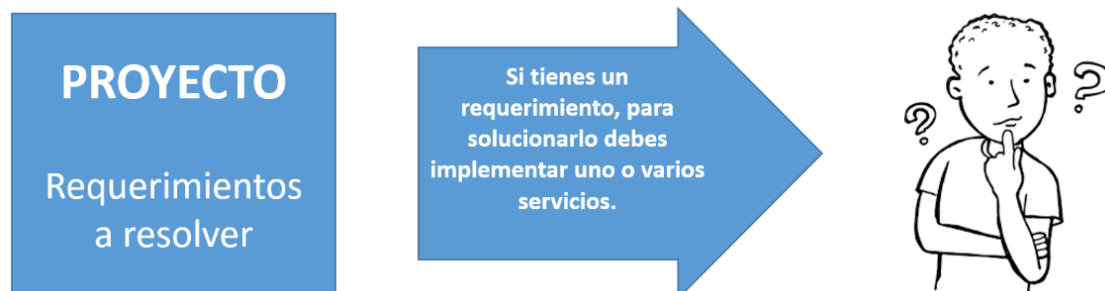 PROYECTO
Requerimientos
a resolver
Si tienes un
requerimiento, para
solucionarlo debes
implementar uno o varios
servicios.
?
?